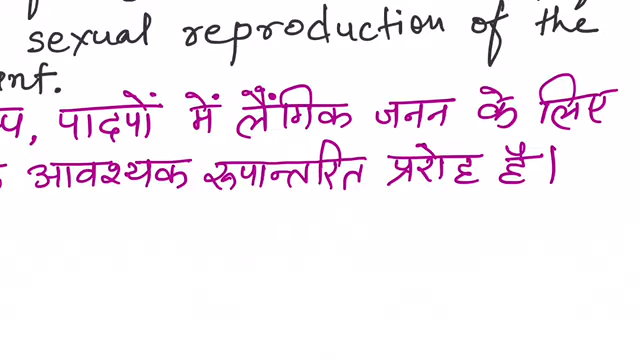 sexual reproduction of the
प, पादपों में लैंगिक जनन के लिए
आवश्यक रूपान्तरित प्ररोह है।